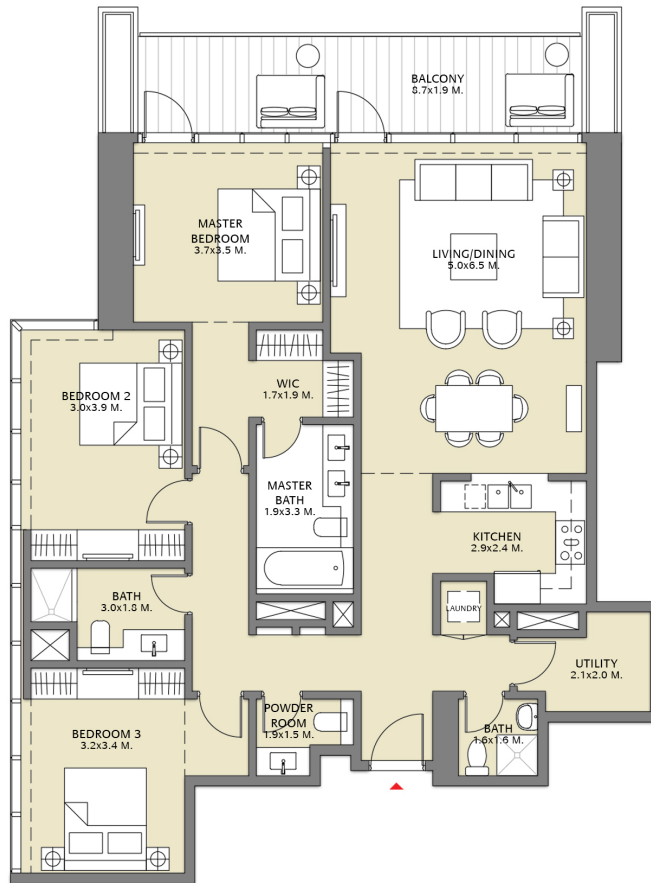 BALCONY
8.7x1.9 M.
MASTER
BEDROOM
3.7x3.5 M.
LIVING/DINING
5.0x6.5 M.
BEDROOM 2
3.0x3.9 M.
WIC
1.7x1.9 M.
MASTER
BATH
1.9x3.3 M.
KITCHEN
2.9x2.4 M.
BATH
3.0x1.8 M.
LAUNDRY
UTILITY
2.1x2.0 M.
POWDER
ROOM
1.9x1.5 M.
BEDROOM 3
3.2x3.4 M.
BATH
1.6x1.6 M.